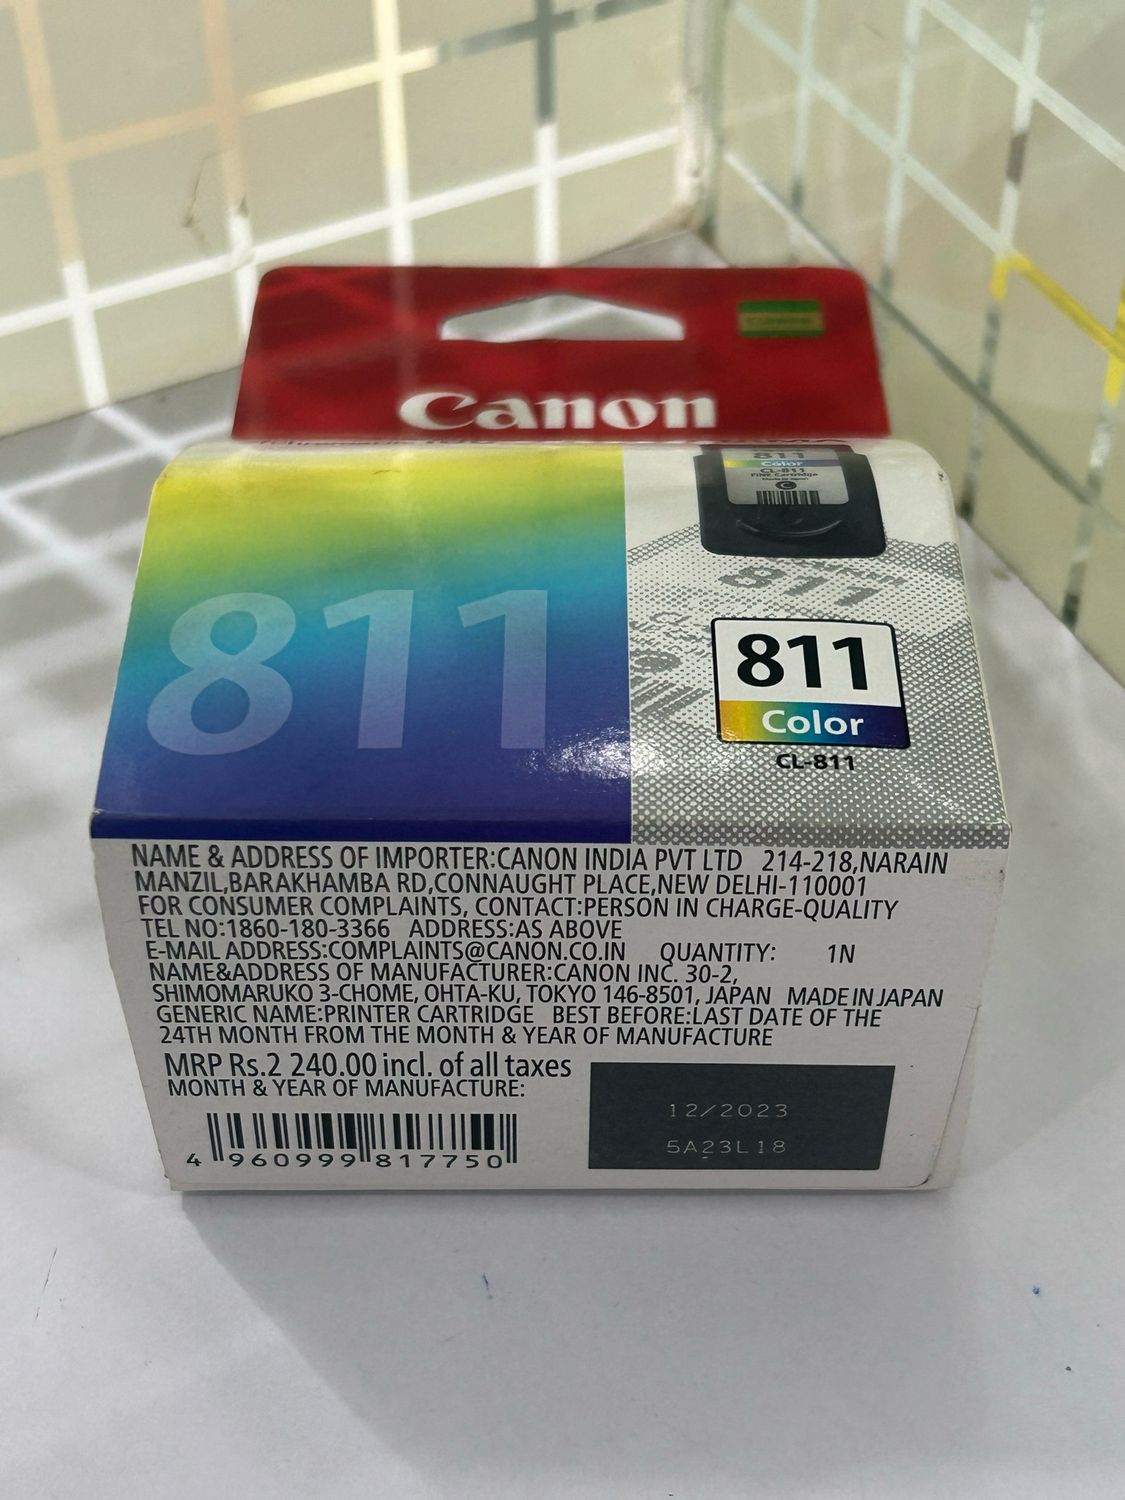 Canon
811
Color
CL-811
FINE Cartridge
811
811
811
Color
CL-811
NAME & ADDRESS OF IMPORTER:CANON INDIA PVT LTD 214-218,NARAIN
MANZIL,BARAKHAMBA RD,CONNAUGHT PLACE,NEW DELHI-110001
FOR CONSUMER COMPLAINTS, CONTACT:PERSON IN CHARGE-QUALITY
TEL NO:1860-180-3366 ADDRESS:AS ABOVE
E-MAIL ADDRESS:COMPLAINTS@CANON.CO.IN QUANTITY: 1N
NAME&ADDRESS OF MANUFACTURER:CANON INC. 30-2,
SHIMOMARUKO 3-CHOME, OHTA-KU, TOKYO 146-8501, JAPAN MADE IN JAPAN
GENERIC NAME:PRINTER CARTRIDGE BEST BEFORE:LAST DATE OF THE
24TH MONTH FROM THE MONTH & YEAR OF MANUFACTURE
MRP Rs.2 240.00 incl. of all taxes
MONTH & YEAR OF MANUFACTURE:
12/2023
5A23L18
4 960999 817750